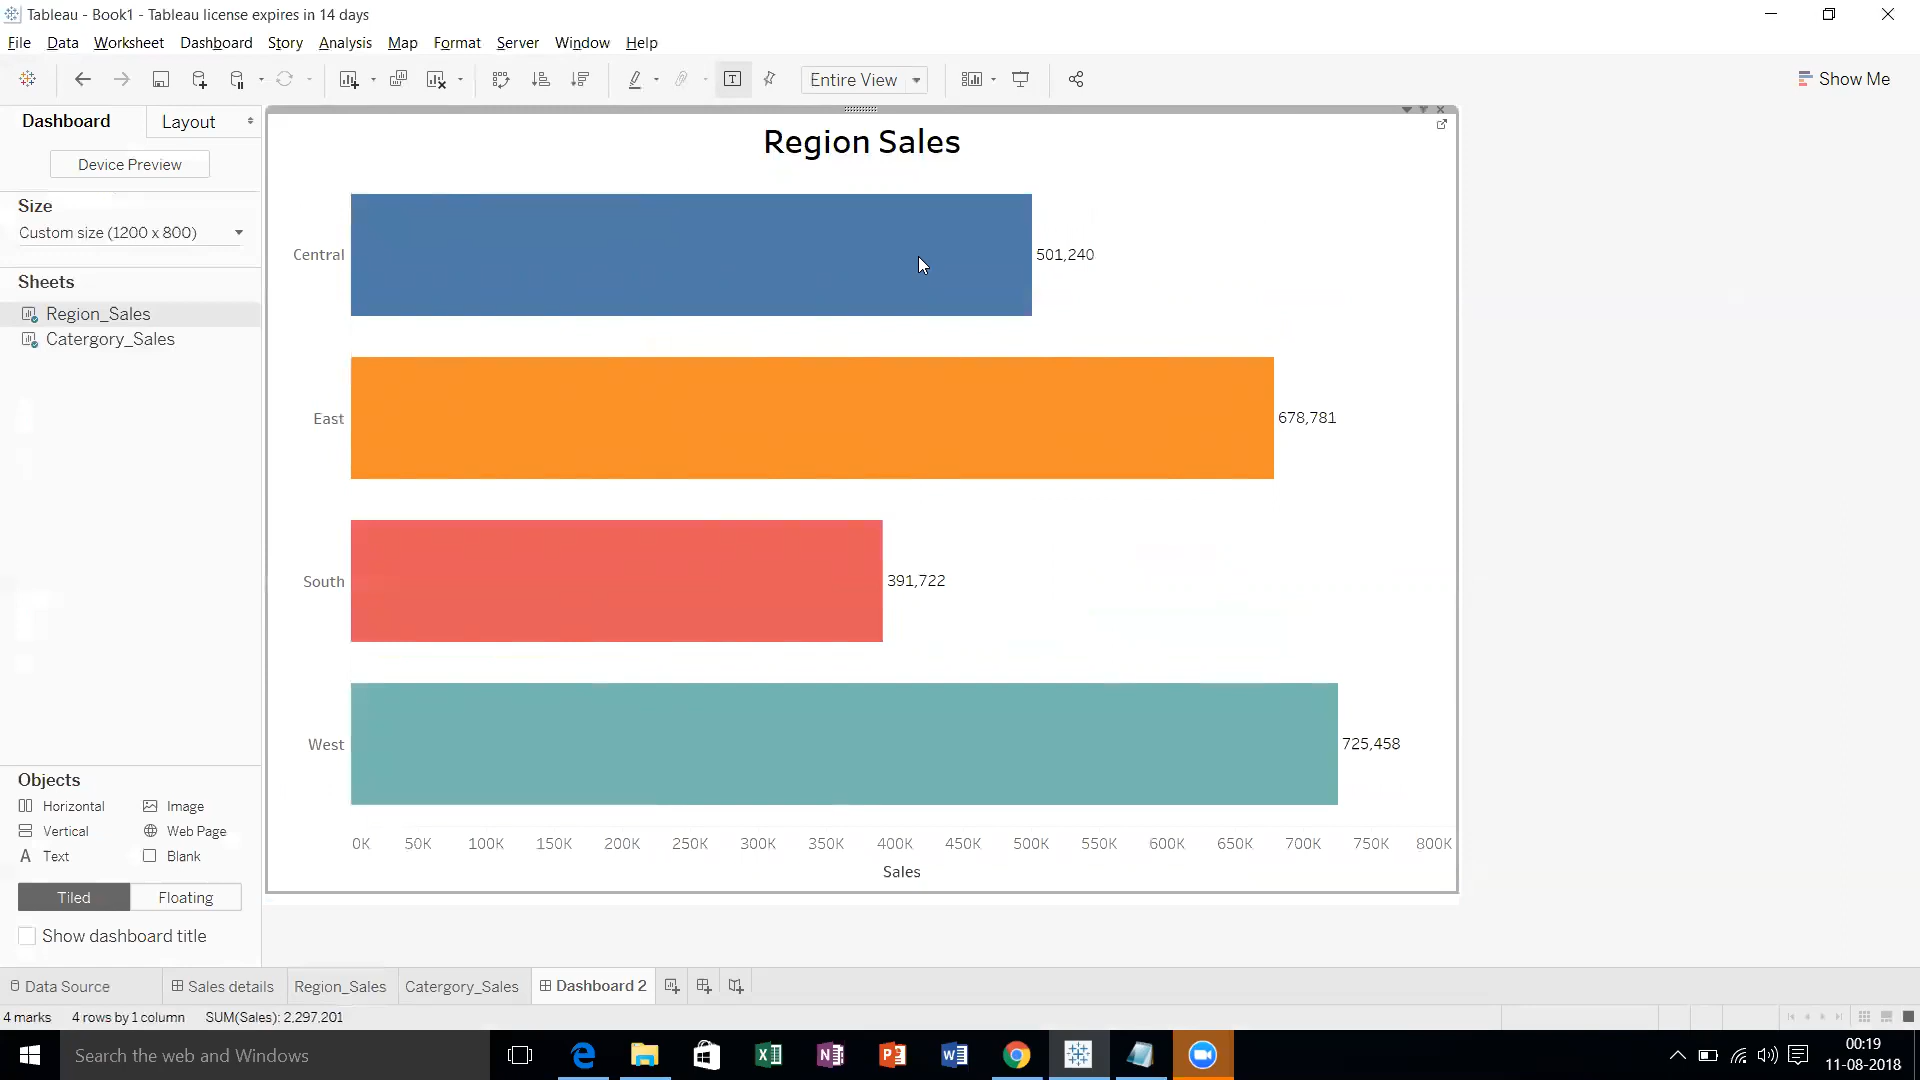 Tableau - Book1 - Tableau license expires in 14 days
File Data Worksheet Dashboard Story Analysis Map Format Server Window Help
Entire View
Show Me
Dashboard Layout
Device Preview
Size
Custom size (1200 x 800)
Sheets
Region_Sales
Catergory_Sales
Region Sales
Central 501,240
East 678,781
South 391,722
West 725,458
0K 50K 100K 150K 200K 250K 300K 350K 400K 450K 500K 550K 600K 650K 700K 750K 800K
Sales
Objects
Horizontal Image
Vertical Web Page
A Text Blank
Tiled Floating
Show dashboard title
Data Source Sales details Region_Sales Catergory_Sales Dashboard 2
4 marks 4 rows by 1 column SUM(Sales): 2,297,201
Search the web and Windows
00:19
11-08-2018